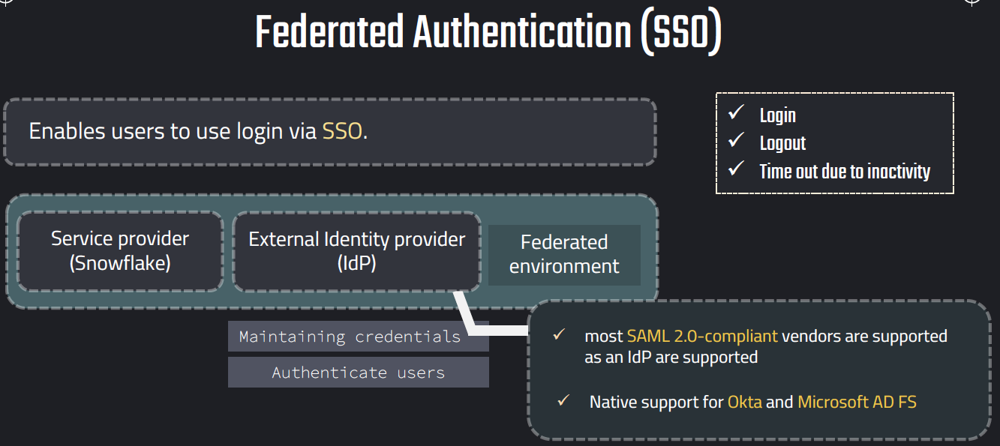 Federated Authentication (SSO)
Enables users to use login via SSO.
✓ Login
✓ Logout
✓ Time out due to inactivity
Service provider
(Snowflake)
External Identity provider
(IdP)
Federated
environment
Maintaining credentials
Authenticate users
✓ most SAML 2.0-compliant vendors are supported
as an IdP are supported
✓ Native support for Okta and Microsoft AD FS